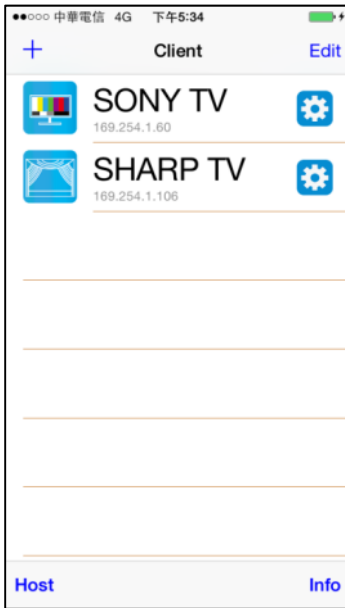 中華電信 4G 下午5:34
+ Client Edit
SONY TV
169.254.1.60
SHARP TV
169.254.1.106
Host Info